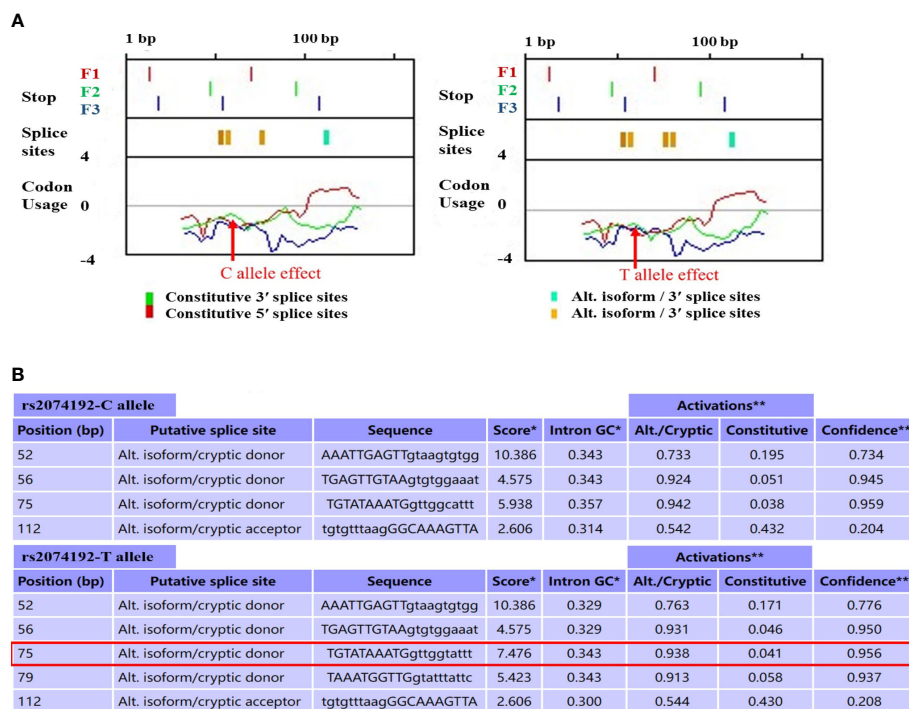 A
1 bp 100 bp
F1
F2
Stop
F3
Splice
sites
4
Codon
Usage
0
-4
C allele effect
1 bp 100 bp
F1
F2
Stop
F3
Splice
sites
4
Codon
Usage
0
-4
T allele effect
Constitutive 3′ splice sites
Constitutive 5′ splice sites
Alt. isoform / 3′ splice sites
Alt. isoform / 3′ splice sites
B
rs2074192-C allele Activations**
Position (bp) Putative splice site Sequence Score* Intron GC* Alt./Cryptic Constitutive Confidence**
52 Alt. isoform/cryptic donor AAATTGAGTTgtaagtgtgg 10.386 0.343 0.733 0.195 0.734
56 Alt. isoform/cryptic donor TGAGTTGTAAgtgtggaaat 4.575 0.343 0.924 0.051 0.945
75 Alt. isoform/cryptic donor TGTATAAATGgttggcattt 5.938 0.357 0.942 0.038 0.959
112 Alt. isoform/cryptic acceptor tgtgtttaagGGCAAAGTTA 2.606 0.314 0.542 0.432 0.204
rs2074192-T allele Activations**
Position (bp) Putative splice site Sequence Score* Intron GC* Alt./Cryptic Constitutive Confidence**
52 Alt. isoform/cryptic donor AAATTGAGTTgtaagtgtgg 10.386 0.329 0.763 0.171 0.776
56 Alt. isoform/cryptic donor TGAGTTGTAAgtgtggaaat 4.575 0.329 0.931 0.046 0.950
75 Alt. isoform/cryptic donor TGTATAAATGgttggtattt 7.476 0.343 0.938 0.041 0.956
79 Alt. isoform/cryptic donor TAAATGGTTGgtatttattc 5.423 0.343 0.913 0.058 0.937
112 Alt. isoform/cryptic acceptor tgtgtttaagGGCAAAGTTA 2.606 0.300 0.544 0.430 0.208